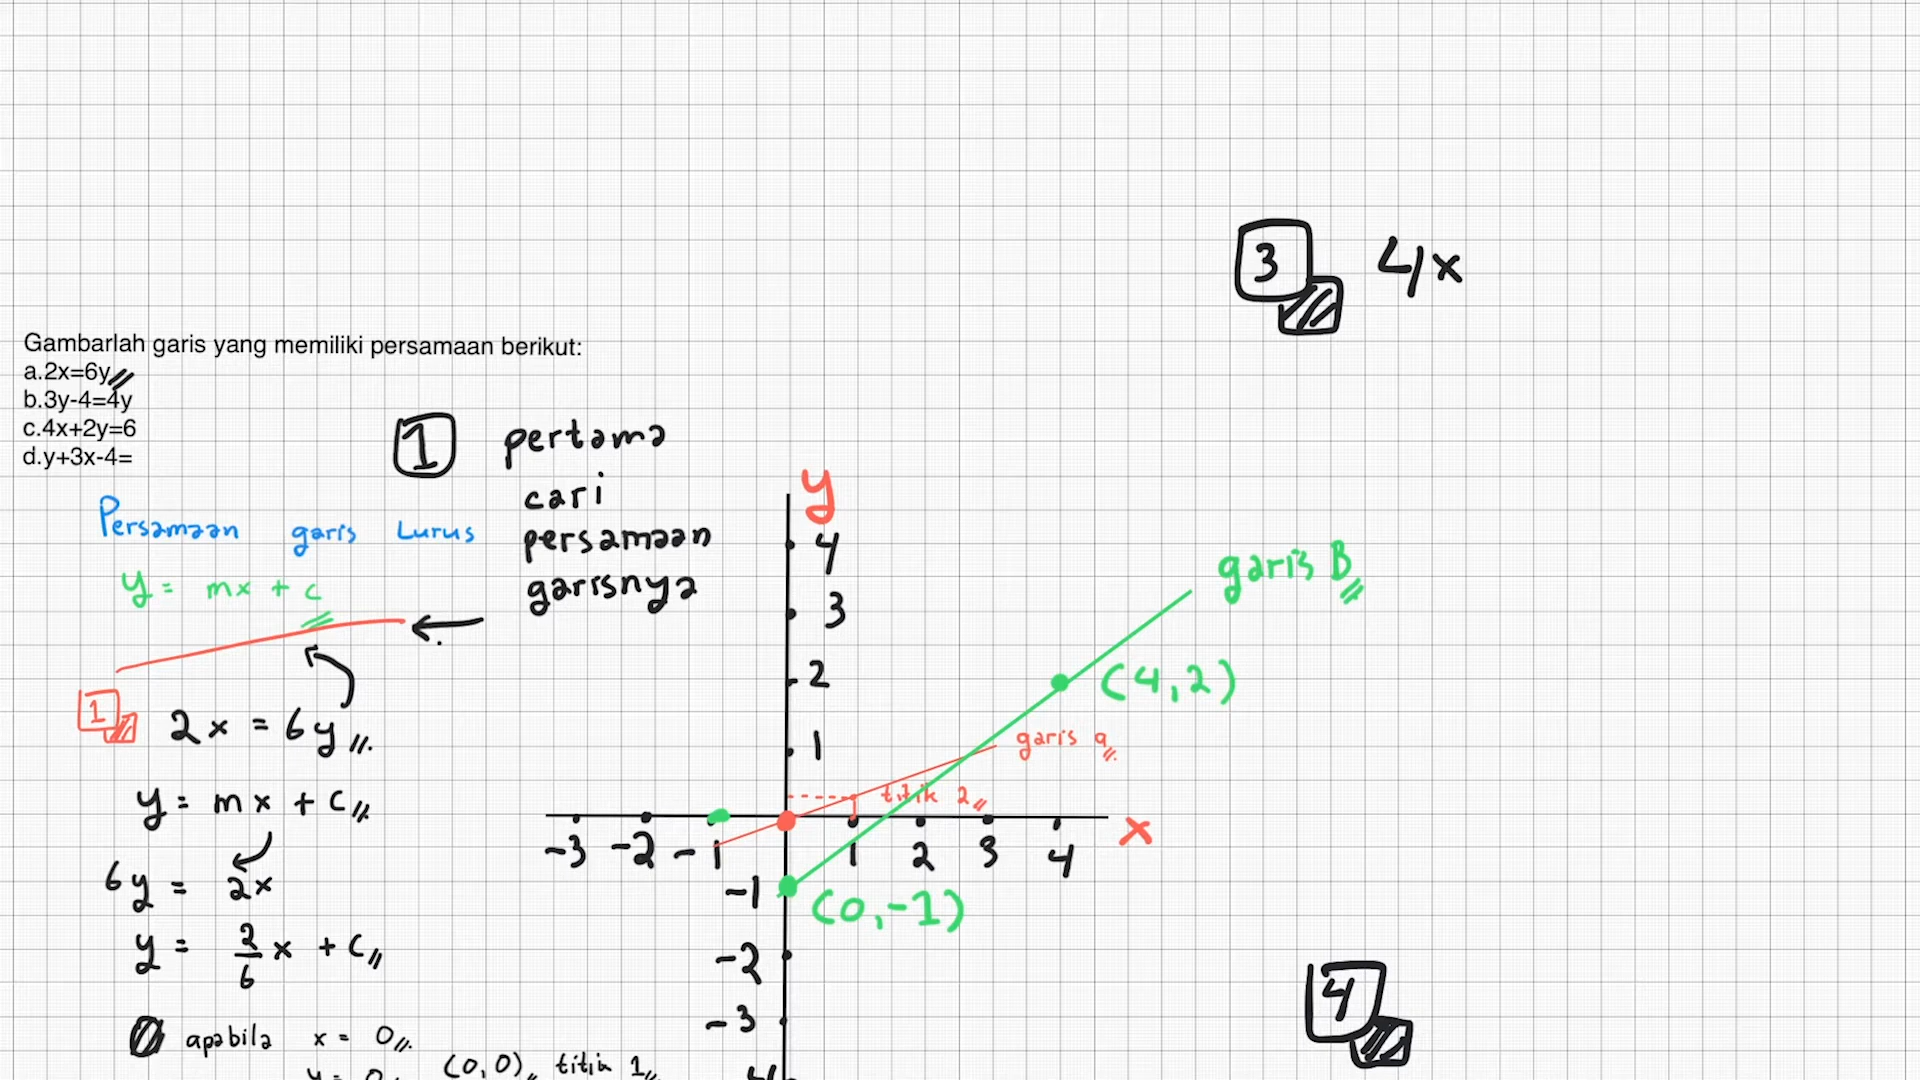 Gambarlah garis yang memiliki persamaan berikut:
a.2x=6y
b.3y-4=4y
c.4x+2y=6
d.y+3x-4=
Persamaan garis Lurus
y = mx + c
1 pertama
cari
persamaan
garisnya
1 2x = 6y
y = mx + c
6y = 2x
y = 2/6 x + c
apabila x = 0
(0,0) titik 1
y
4
3
2
1
-3 -2 -1 1 2 3 4 x
-1
-2
-3
garis B
(4,2)
garis a
titik 2
(0,-1)
3 4x
4